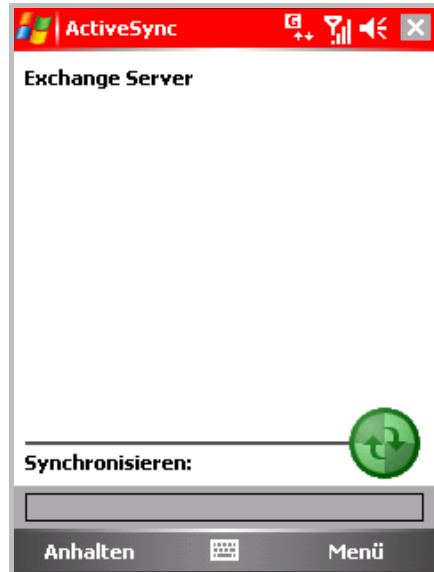 ActiveSync G
Exchange Server
Synchronisieren:
Anhalten Menü